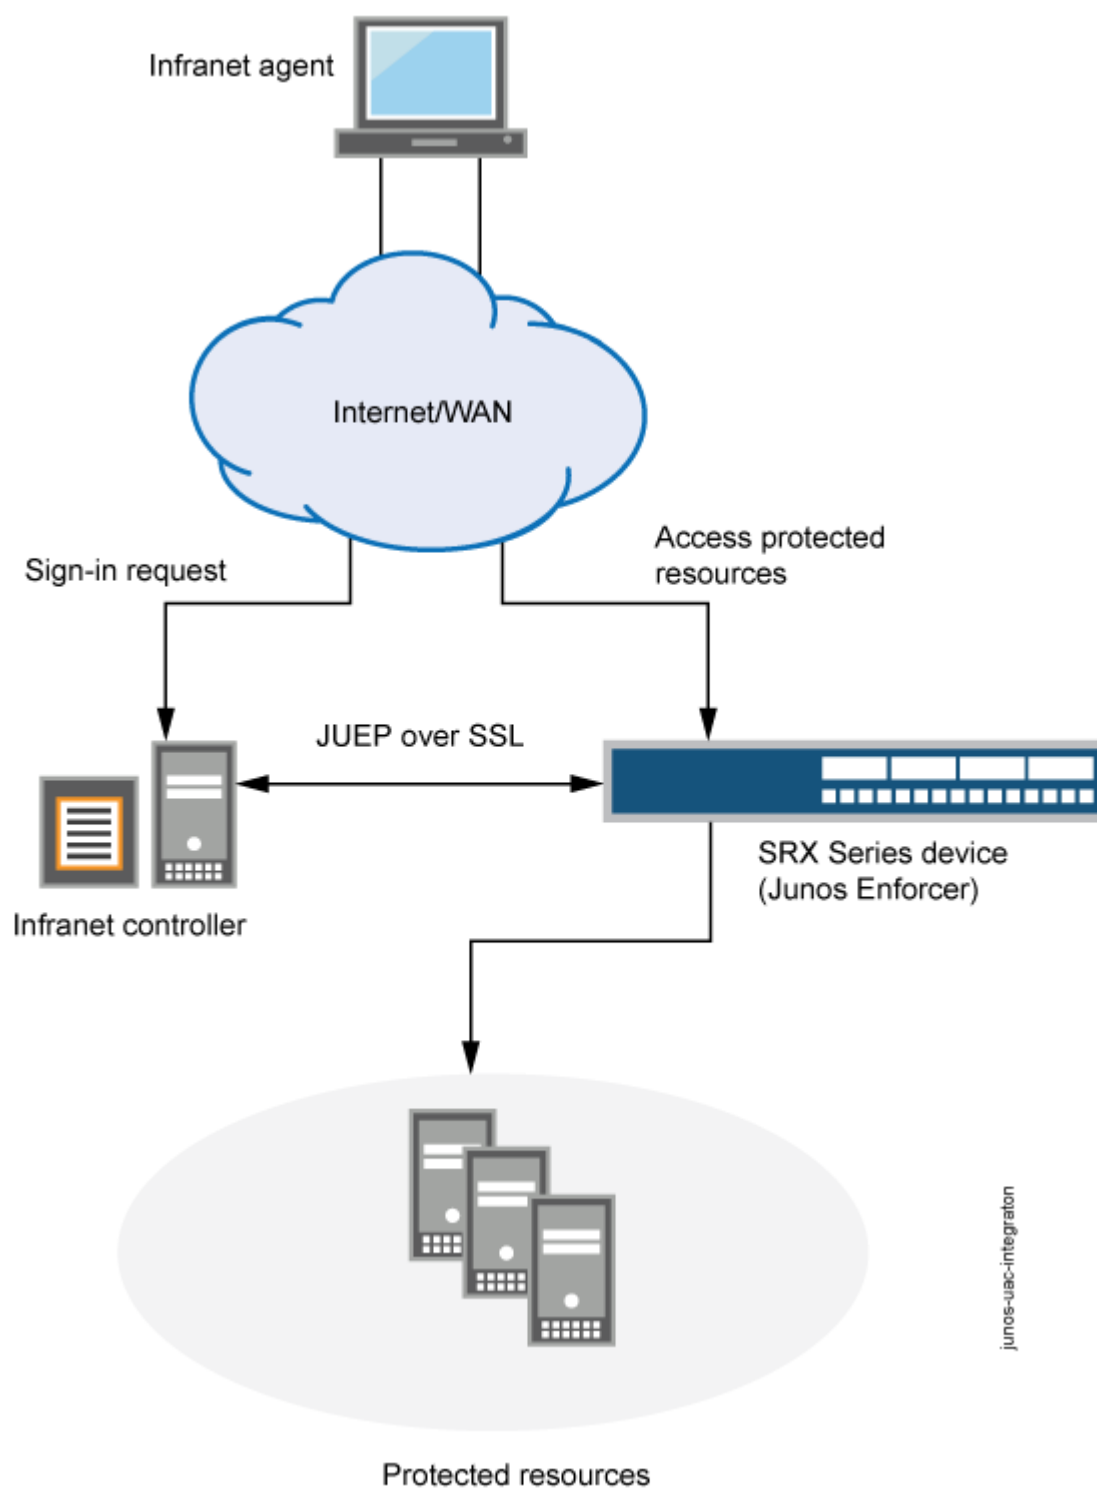 Infranet agent
Internet/WAN
Sign-in request
Access protected
resources
JUEP over SSL
SRX Series device
(Junos Enforcer)
Infranet controller
junos-uac-integraton
Protected resources